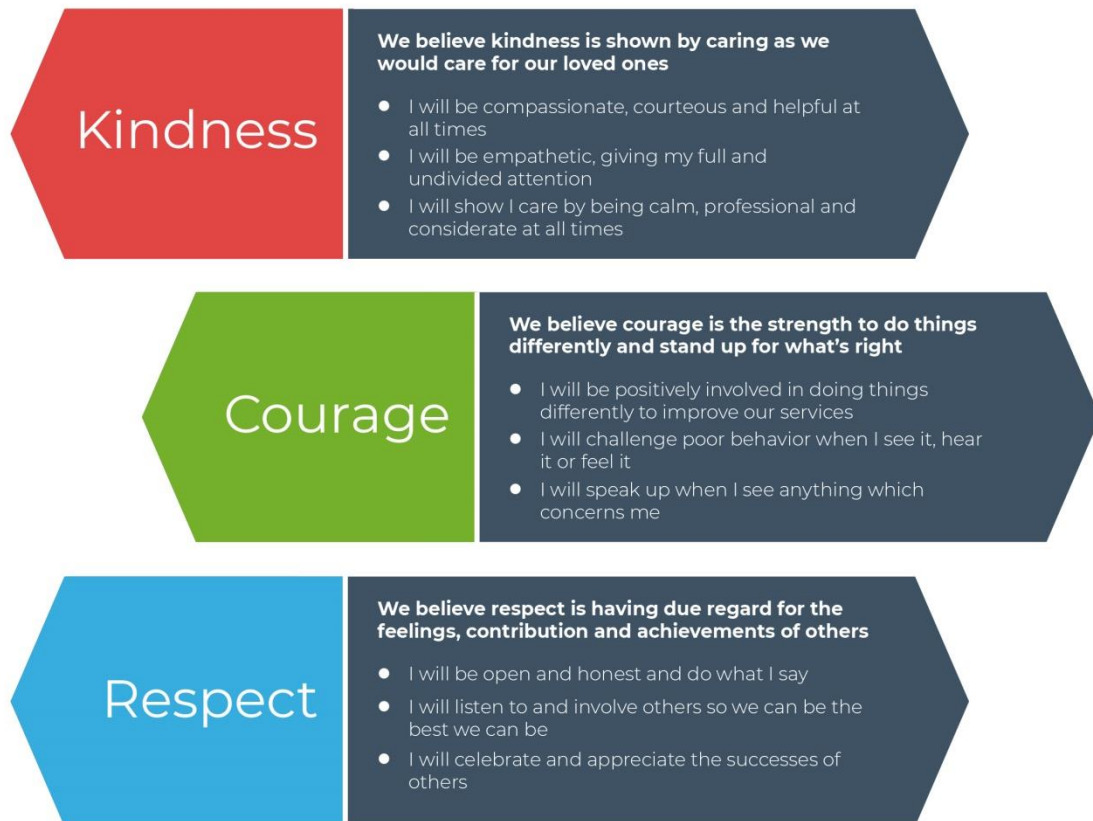 Kindness
We believe kindness is shown by caring as we
would care for our loved ones
● I will be compassionate, courteous and helpful at
all times
● I will be empathetic, giving my full and
undivided attention
● I will show I care by being calm, professional and
considerate at all times
Courage
We believe courage is the strength to do things
differently and stand up for what's right
● I will be positively involved in doing things
differently to improve our services
● I will challenge poor behavior when I see it, hear
it or feel it
● I will speak up when I see anything which
concerns me
Respect
We believe respect is having due regard for the
feelings, contribution and achievements of others
● I will be open and honest and do what I say
● I will listen to and involve others so we can be the
best we can be
● I will celebrate and appreciate the successes of
others